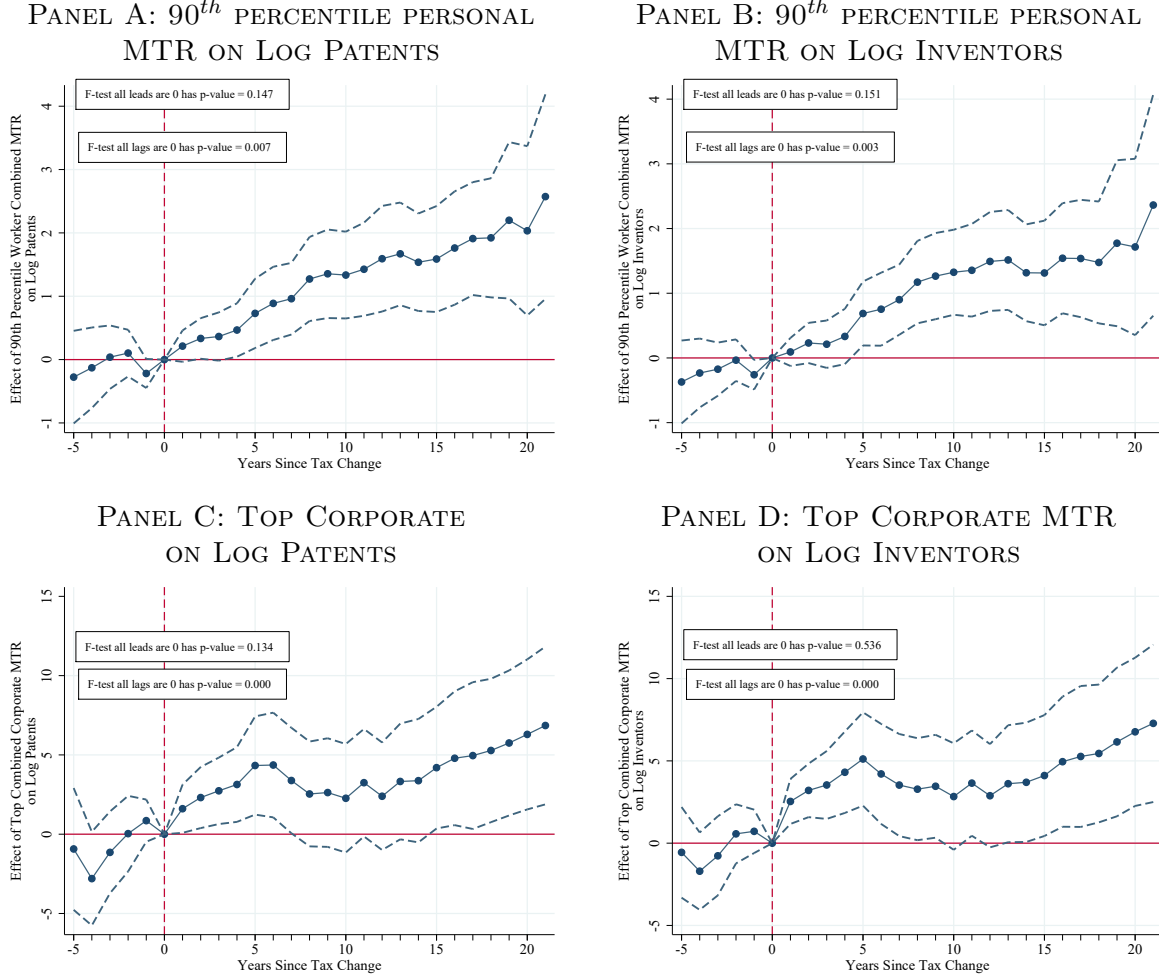 PANEL A: 90th PERCENTILE PERSONAL
MTR ON LOG PATENTS
F-test all leads are 0 has p-value = 0.147
F-test all lags are 0 has p-value = 0.007
Effect of 90th Percentile Worker Combined MTR
on Log Patents
4
3
2
1
0
-1
-5
0
5
10
15
20
Years Since Tax Change
PANEL B: 90th PERCENTILE PERSONAL
MTR ON LOG INVENTORS
F-test all leads are 0 has p-value = 0.151
F-test all lags are 0 has p-value = 0.003
Effect of 90th Percentile Worker Combined MTR
on Log Inventors
4
3
2
1
0
-1
-5
0
5
10
15
20
Years Since Tax Change
PANEL C: TOP CORPORATE
ON LOG PATENTS
F-test all leads are 0 has p-value = 0.134
F-test all lags are 0 has p-value = 0.000
Effect of Top Combined Corporate MTR
on Log Patents
15
10
5
0
-5
-5
0
5
10
15
20
Years Since Tax Change
PANEL D: TOP CORPORATE MTR
ON LOG INVENTORS
F-test all leads are 0 has p-value = 0.536
F-test all lags are 0 has p-value = 0.000
Effect of Top Combined Corporate MTR
on Log Inventors
15
10
5
0
-5
-5
0
5
10
15
20
Years Since Tax Change